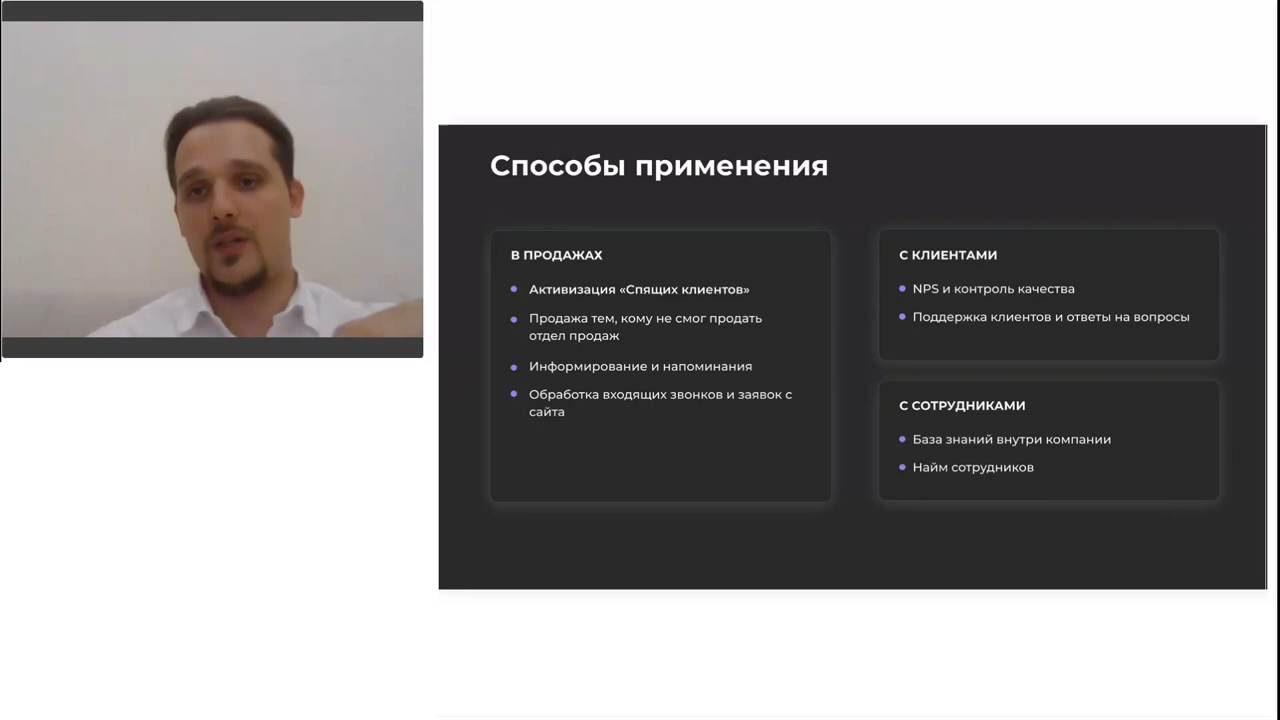 Способы применения
В ПРОДАЖАХ
Активизация «Спящих клиентов»
Продажа тем, кому не смог продать
отдел продаж
Информирование и напоминания
Обработка входящих звонков и заявок с
сайта
С КЛИЕНТАМИ
NPS и контроль качества
Поддержка клиентов и ответы на вопросы
С СОТРУДНИКАМИ
База знаний внутри компании
Найм сотрудников